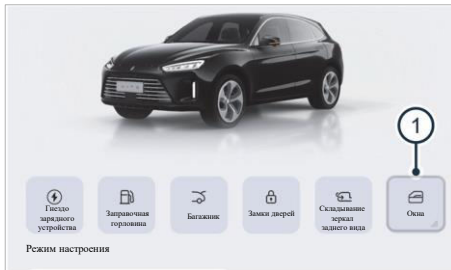 1
Гнездо
зарядного
устройства
Заправочная
горловина
Багажник
Замки дверей
Складывание
зеркал
заднего вида
Окна
Режим настроения